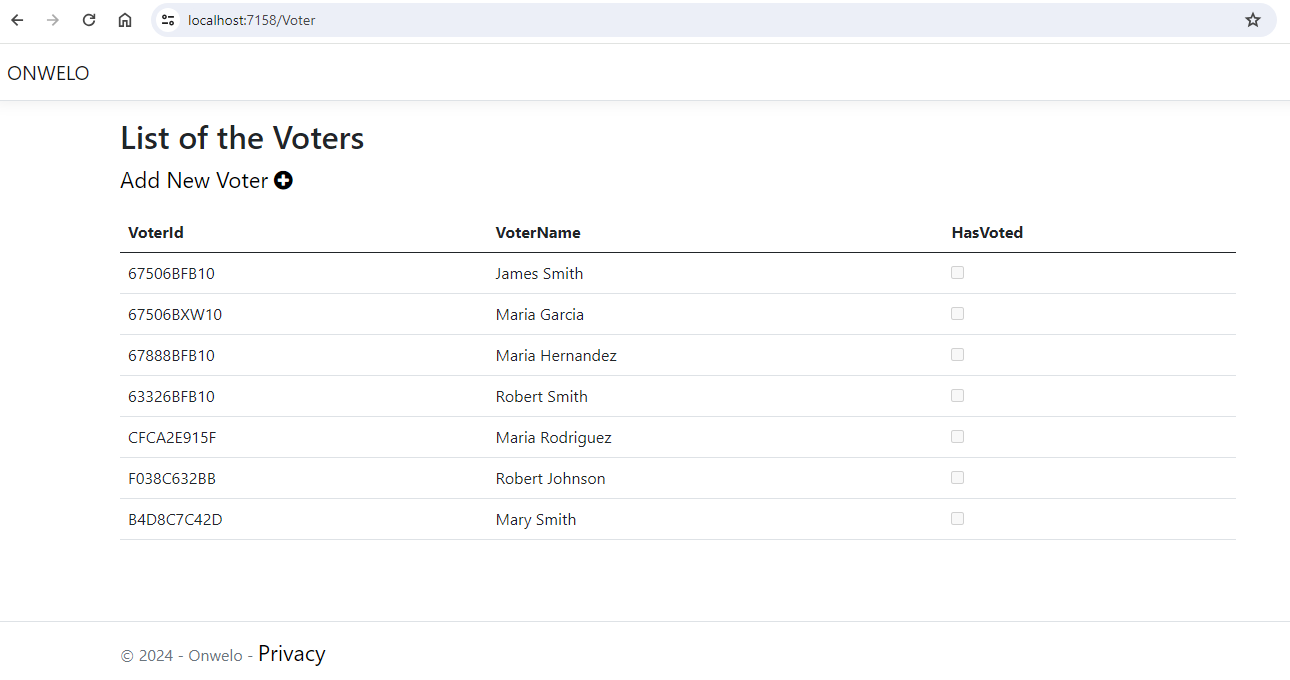 localhost:7158/Voter
ONWELO
List of the Voters
Add New Voter
VoterId VoterName HasVoted
67506BFB10 James Smith
67506BXW10 Maria Garcia
67888BFB10 Maria Hernandez
63326BFB10 Robert Smith
CFCA2E915F Maria Rodriguez
F038C632BB Robert Johnson
B4D8C7C42D Mary Smith
© 2024 - Onwelo - Privacy